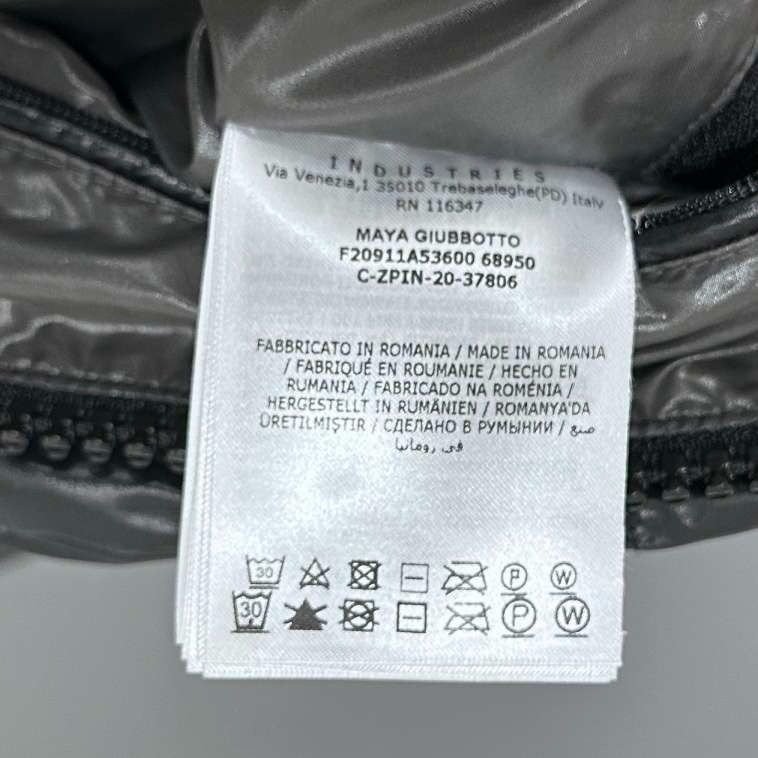 INDUSTRIES
Via Venezia,1 35010 Trebaseleghe(PD) Italy
RN 116347
MAYA GIUBBOTTO
F20911A53600 68950
C-ZPIN-20-37806
FABBRICATO IN ROMANIA / MADE IN ROMANIA
/ FABRIQUÉ EN ROUMANIE / HECHO EN
RUMANIA / FABRICADO NA ROMÉNIA /
HERGESTELLT IN RUMÄNIEN / ROMANYA'DA
ÜRETILMIŞTIR / СДЕЛАНО В РУМЫНИИ / صنع
في رومانيا
30 P W
30 P W